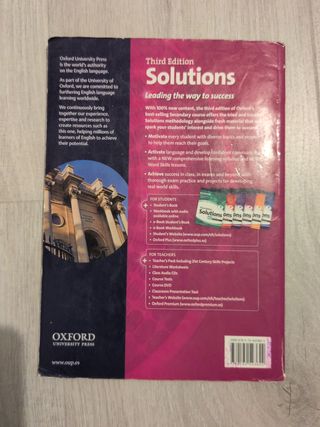 Oxford University Press
is the world's authority
on the English language.
As part of the University of
Oxford, we are committed to
furthering English language
learning worldwide.
We continuously bring
together our experience,
expertise and research to
create resources such as
this one, helping millions of
learners of English to achieve
their potential.
Third Edition
Solutions
Leading the way to success
With 100% new content, the third edition of Oxford's
best-selling Secondary course offers the tried and trusted
Solutions methodology alongside fresh material that will
spark your students' interest and drive them to succeed.
• Motivate every student with diverse topics and
to help them reach their goals.
• Activate language and develop
with a NEW comprehensive listening syllabus and
Word Skills lessons.
• Achieve success in class, in exams and beyond with
thorough exam practice and projects for developing
real world skills.
FOR STUDENTS
• Student's Book
• Workbook with audio
available online
• e-Book Student's Book
• e-Book Workbook
• Student's Website (www.oup.com/elt/solutions)
• Oxford Plus (www.oxfordplus.es)
Solutions
FOR TEACHERS
• Teacher's Pack including 21st Century Skills Projects
• Literature Worksheets
• Class Audio CDs
• Course Tests
• Course DVD
• Classroom Presentation Tool
• Teacher's Website (www.oup.com/elt/teacher/solutions)
• Oxford Premium (www.oxfordpremium.es)
OXFORD
UNIVERSITY PRESS
www.oup.es